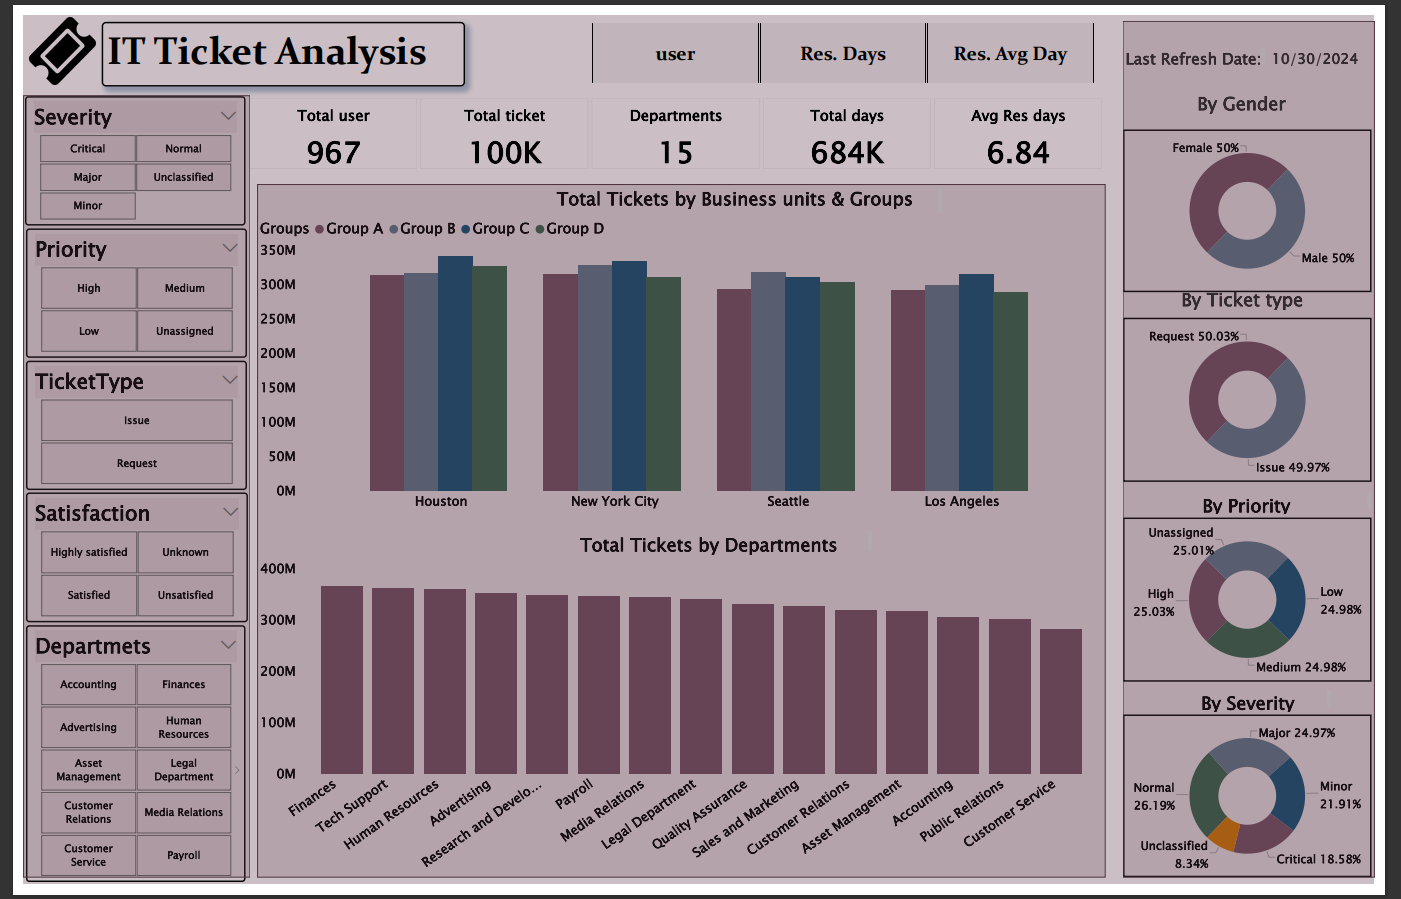 IT Ticket Analysis
user
Res. Days
Res. Avg Day
Last Refresh Date: 10/30/2024
Total user
967
Total ticket
100K
Departments
15
Total days
684K
Avg Res days
6.84
Severity
Critical
Normal
Major
Unclassified
Minor
Priority
High
Medium
Low
Unassigned
TicketType
Issue
Request
Satisfaction
Highly satisfied
Unknown
Satisfied
Unsatisfied
Departmets
Accounting
Finances
Advertising
Human
Resources
Asset
Management
Legal
Department
Customer
Relations
Media Relations
Customer
Service
Payroll
Total Tickets by Business units & Groups
Groups Group A Group B Group C Group D
350M
300M
250M
200M
150M
100M
50M
0M
Houston
New York City
Seattle
Los Angeles
Total Tickets by Departments
400M
300M
200M
100M
0M
Finances
Tech Support
Human Resources
Advertising
Research and Develo...
Payroll
Media Relations
Legal Department
Quality Assurance
Sales and Marketing
Customer Relations
Asset Management
Accounting
Public Relations
Customer Service
By Gender
Female 50%
Male 50%
By Ticket type
Request 50.03%
Issue 49.97%
By Priority
Unassigned
25.01%
High
25.03%
Low
24.98%
Medium 24.98%
By Severity
Major 24.97%
Normal
26.19%
Minor
21.91%
Unclassified
8.34%
Critical 18.58%